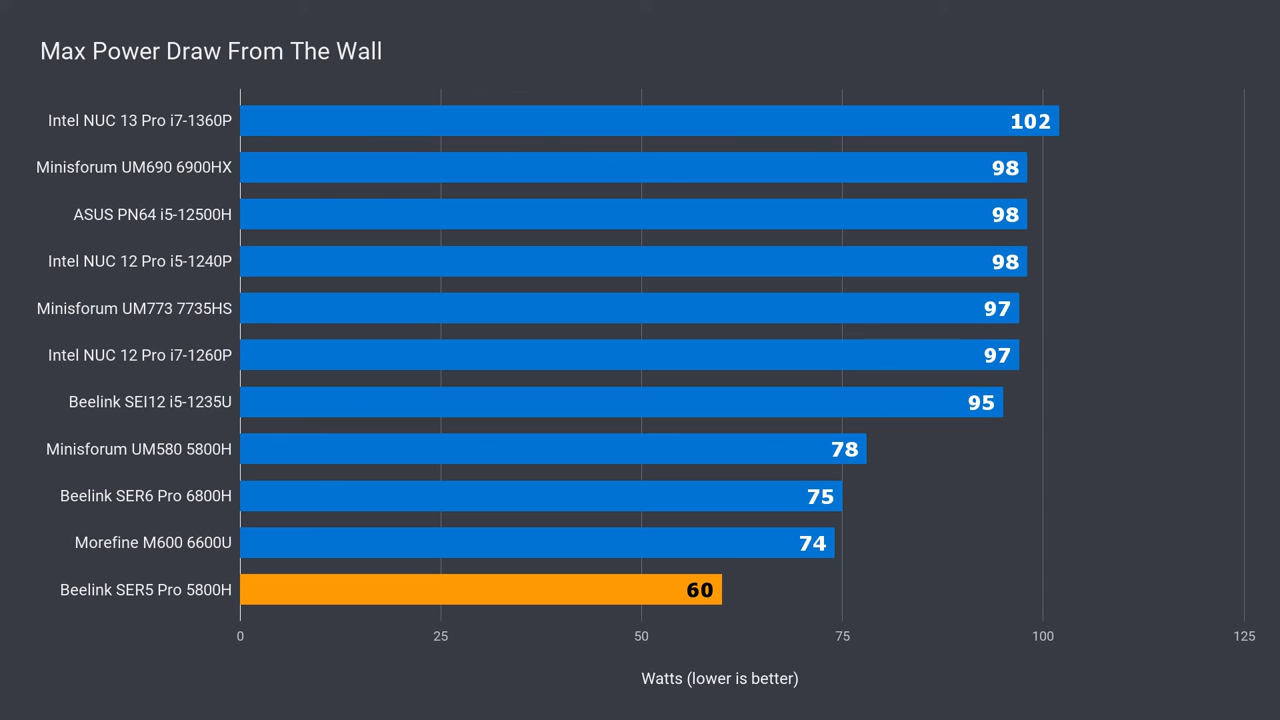 Max Power Draw From The Wall
Intel NUC 13 Pro i7-1360P 102
Minisforum UM690 6900HX 98
ASUS PN64 i5-12500H 98
Intel NUC 12 Pro i5-1240P 98
Minisforum UM773 7735HS 97
Intel NUC 12 Pro i7-1260P 97
Beelink SEI12 i5-1235U 95
Minisforum UM580 5800H 78
Beelink SER6 Pro 6800H 75
Morefine M600 6600U 74
Beelink SER5 Pro 5800H 60
0 25 50 75 100 125
Watts (lower is better)